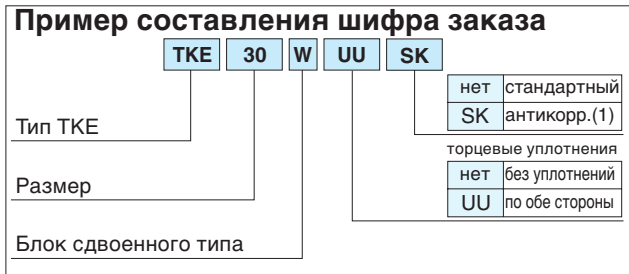 Пример составления шифра заказа
TKE 30 W UU SK
нет стандартный
SK антикорр.(1)
Тип TKE
торцевые уплотнения
нет без уплотнений
Размер
UU по обе стороны
Блок сдвоенного типа